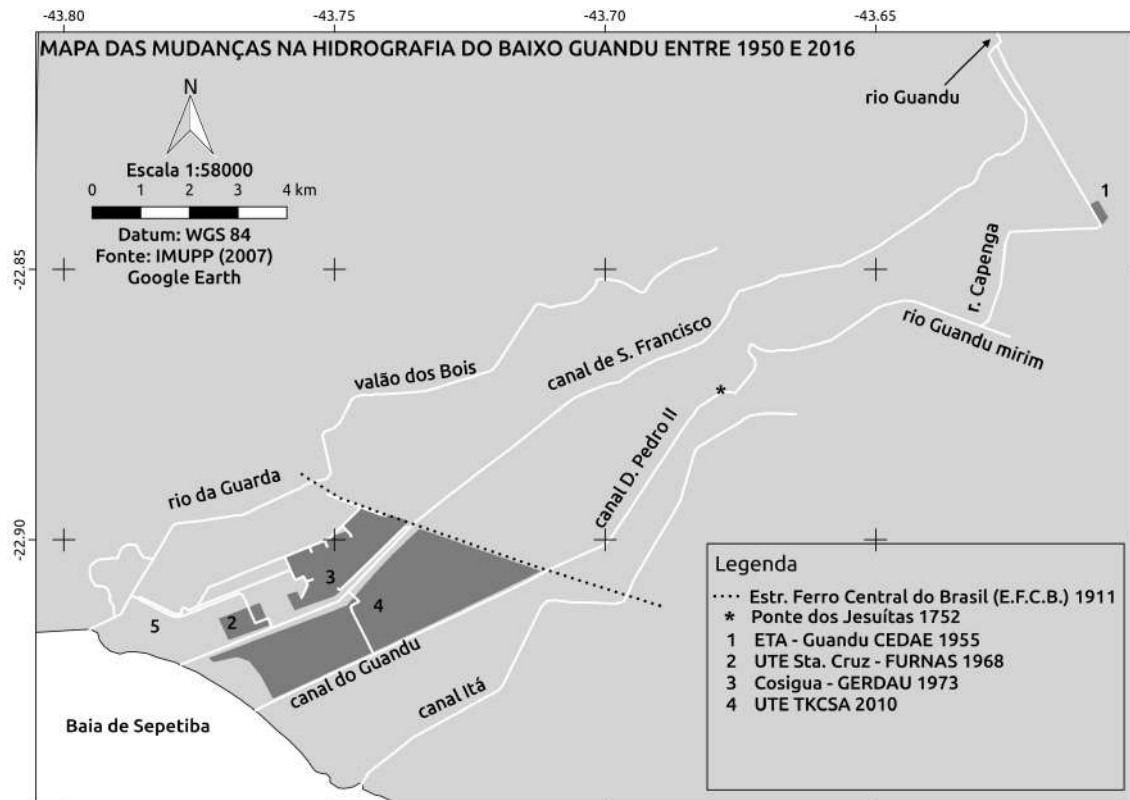 -43.80
-43.75
-43.70
-43.65
MAPA DAS MUDANÇAS NA HIDROGRAFIA DO BAIXO GUANDU ENTRE 1950 E 2016
N
Escala 1:58000
0 1 2 3 4 km
Datum: WGS 84
Fonte: IMUPP (2007)
Google Earth
rio Guandu
1
-22.85
r. Capenga
rio Guandu mirim
canal de S. Francisco
valão dos Bois
canal D. Pedro II
*
rio da Guarda
-22.90
3
4
2
5
canal do Guandu
canal Itá
Baia de Sepetiba
Legenda
Estr. Ferro Central do Brasil (E.F.C.B.) 1911
* Ponte dos Jesuítas 1752
1 ETA - Guandu CEDAE 1955
2 UTE Sta. Cruz - FURNAS 1968
3 Cosigua - GERDAU 1973
4 UTE TKCSA 2010